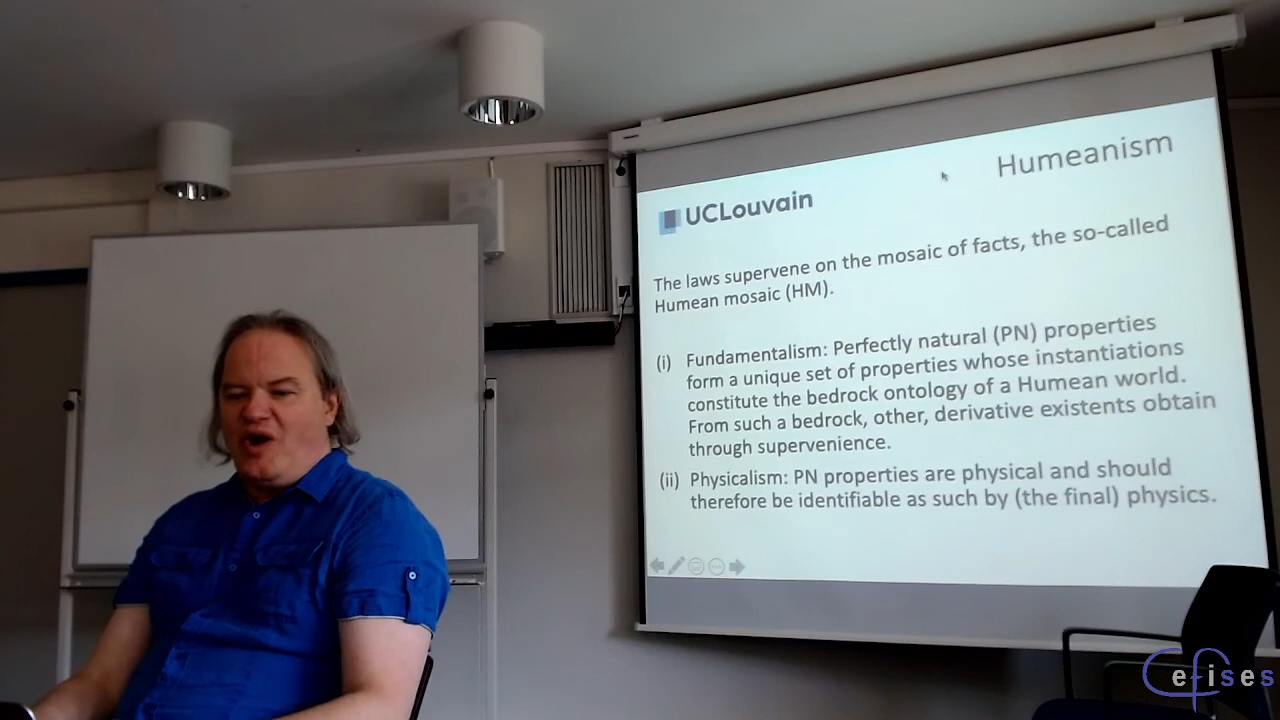 Humeanism
UCLouvain
The laws supervene on the mosaic of facts, the so-called
Humean mosaic (HM).
(i) Fundamentalism: Perfectly natural (PN) properties
form a unique set of properties whose instantiations
constitute the bedrock ontology of a Humean world.
From such a bedrock, other, derivative existents obtain
through supervenience.
(ii) Physicalism: PN properties are physical and should
therefore be identifiable as such by (the final) physics.
Cefises